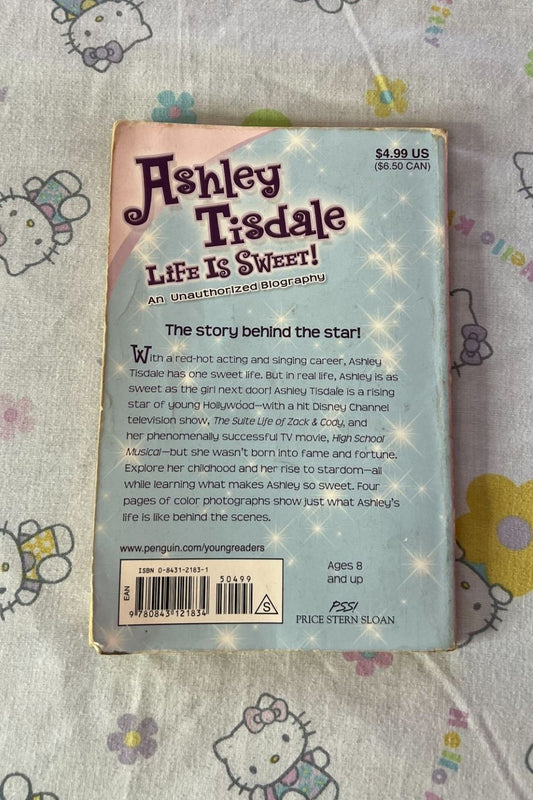 $4.99 US
($6.50 CAN)
Ashley
Tisdale
Life Is Sweet!
An Unauthorized Biography
The story behind the star!
With a red-hot acting and singing career, Ashley
Tisdale has one sweet life. But in real life, Ashley is as
sweet as the girl next door! Ashley Tisdale is a rising
star of young Hollywood—with a hit Disney Channel
television show, The Suite Life of Zack & Cody, and
her phenomenally successful TV movie, High School
Musical—but she wasn't born into fame and fortune.
Explore her childhood and her rise to stardom—all
while learning what makes Ashley so sweet. Four
pages of color photographs show just what Ashley's
life is like behind the scenes.
www.penguin.com/youngreaders
ISBN 0-8431-2183-1
50499
EAN
9 780843 121834
S
Ages 8
and up
PSS!
PRICE STERN SLOAN
Hello Kitty
Hello Kitty
Hello K